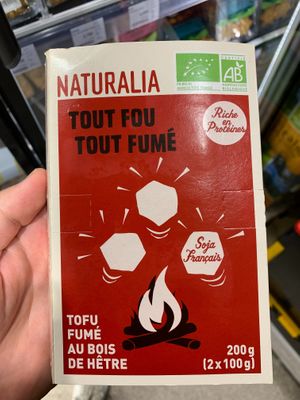 NATURALIA
AB
TOUT FOU
TOUT FUMÉ
Riche
en
Protéines
Soja
Français
TOFU
FUMÉ
AU BOIS
DE HÊTRE
200g
(2x100g)